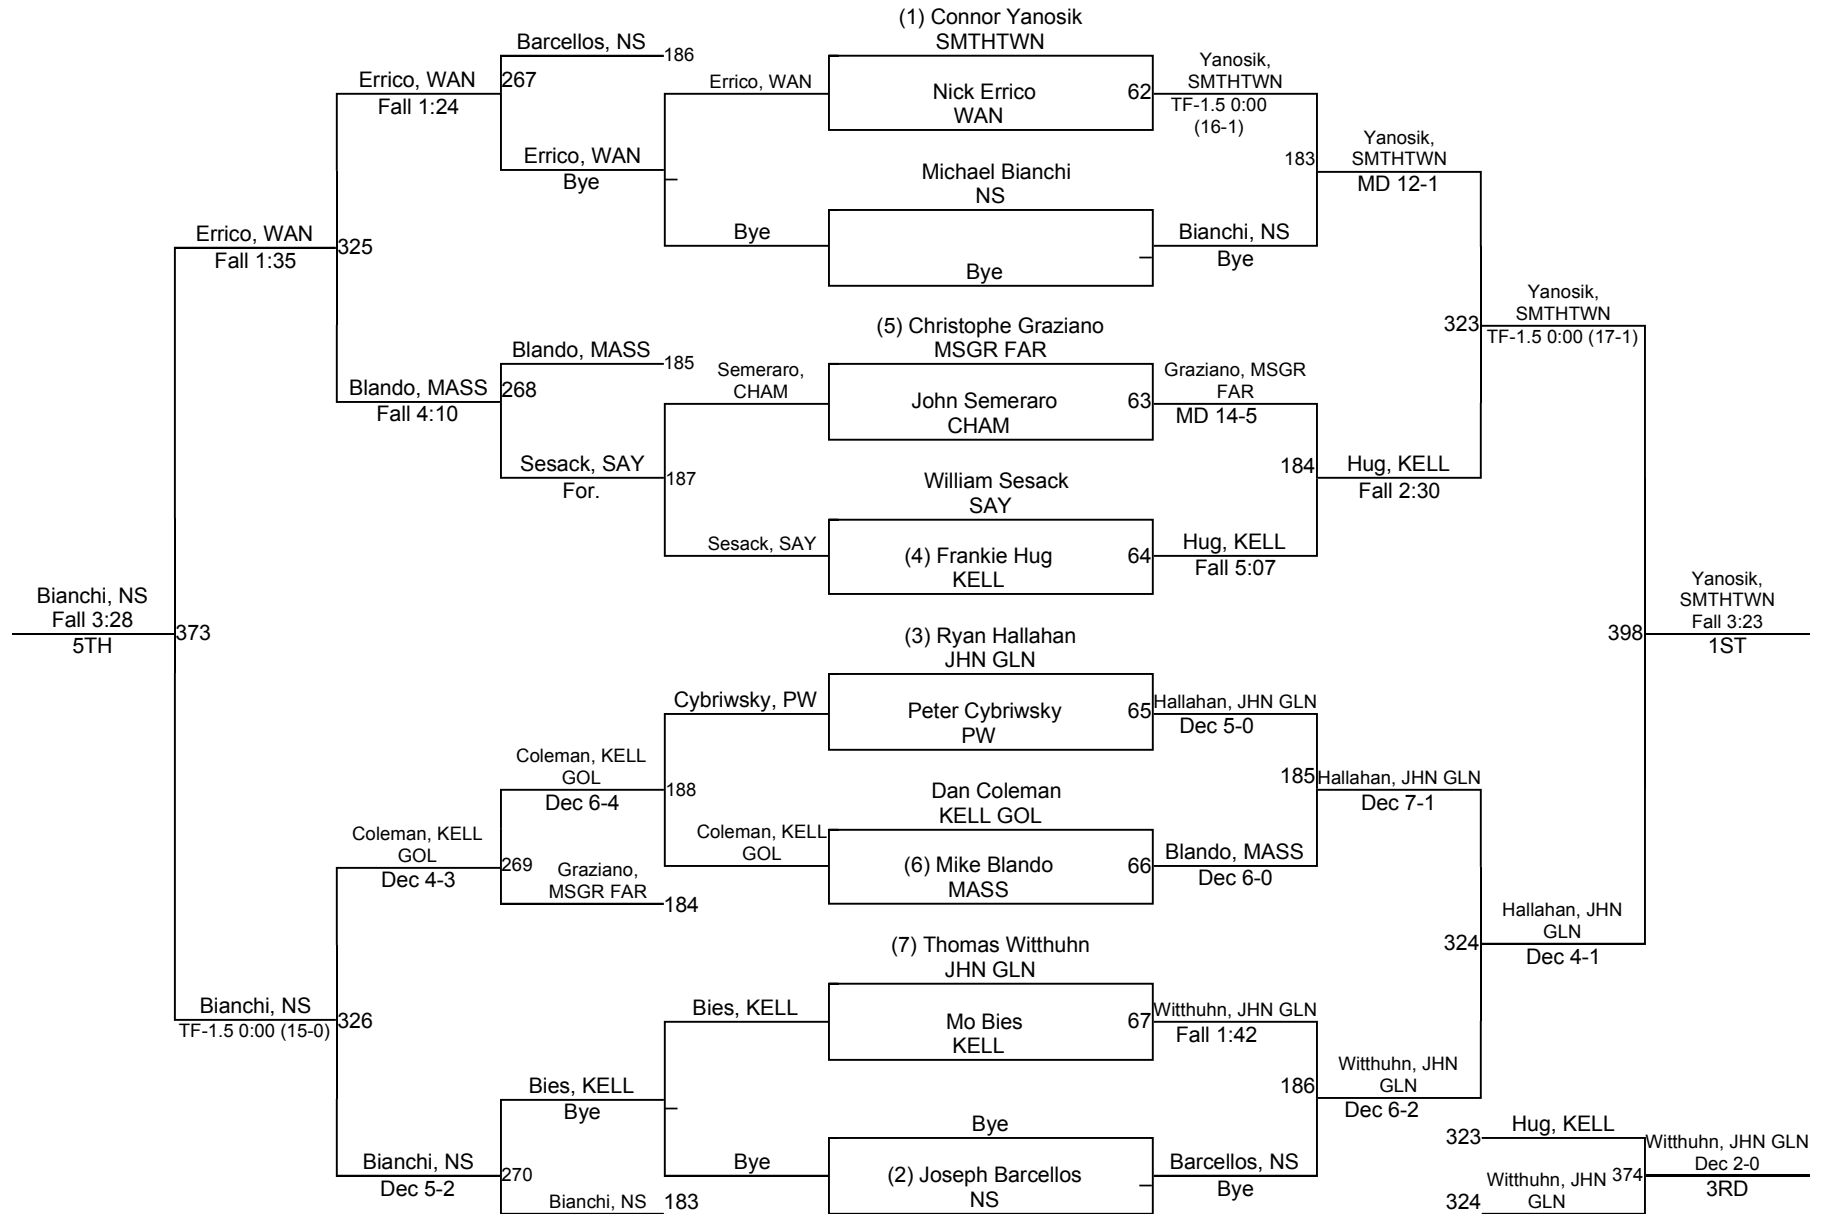 (1) Connor Yanosik
SMTHTWN
Barcellos, NS
186
Yanosik,
SMTHTWN
Errico, WAN
267
Errico, WAN
Nick Errico
WAN
62
Fall 1:24
TF-1.5 0:00
(16-1)
Errico, WAN
Bye
Michael Bianchi
NS
183
Yanosik,
SMTHTWN
MD 12-1
Errico, WAN
Fall 1:35
325
Bye
Bye
Bianchi, NS
Bye
(5) Christophe Graziano
MSGR FAR
323
Yanosik,
SMTHTWN
TF-1.5 0:00 (17-1)
Blando, MASS
185
Semeraro,
CHAM
Graziano, MSGR
FAR
Blando, MASS
268
Fall 4:10
John Semeraro
CHAM
63
MD 14-5
Sesack, SAY
For.
187
William Sesack
SAY
184
Hug, KELL
Fall 2:30
Sesack, SAY
(4) Frankie Hug
KELL
64
Hug, KELL
Fall 5:07
Bianchi, NS
Fall 3:28
5TH
373
(3) Ryan Hallahan
JHN GLN
398
Yanosik,
SMTHTWN
Fall 3:23
1ST
Cybriwsky, PW
Peter Cybriwsky
PW
65
Hallahan, JHN GLN
Dec 5-0
Coleman, KELL
GOL
Dec 6-4
188
Dan Coleman
KELL GOL
185
Hallahan, JHN GLN
Dec 7-1
Coleman, KELL
GOL
Dec 4-3
269
Graziano,
MSGR FAR
184
Coleman, KELL
GOL
(6) Mike Blando
MASS
66
Blando, MASS
Dec 6-0
(7) Thomas Witthuhn
JHN GLN
324
Hallahan, JHN
GLN
Dec 4-1
Bianchi, NS
TF-1.5 0:00 (15-0)
326
Bies, KELL
Mo Bies
KELL
67
Witthuhn, JHN GLN
Fall 1:42
Bies, KELL
Bye
186
Witthuhn, JHN
GLN
Dec 6-2
Bye
323
Hug, KELL
Bianchi, NS
Dec 5-2
270
Bye
(2) Joseph Barcellos
NS
Barcellos, NS
Bye
Witthuhn, JHN GLN
Dec 2-0
3RD
374
Bianchi, NS
183
324
Witthuhn, JHN
GLN